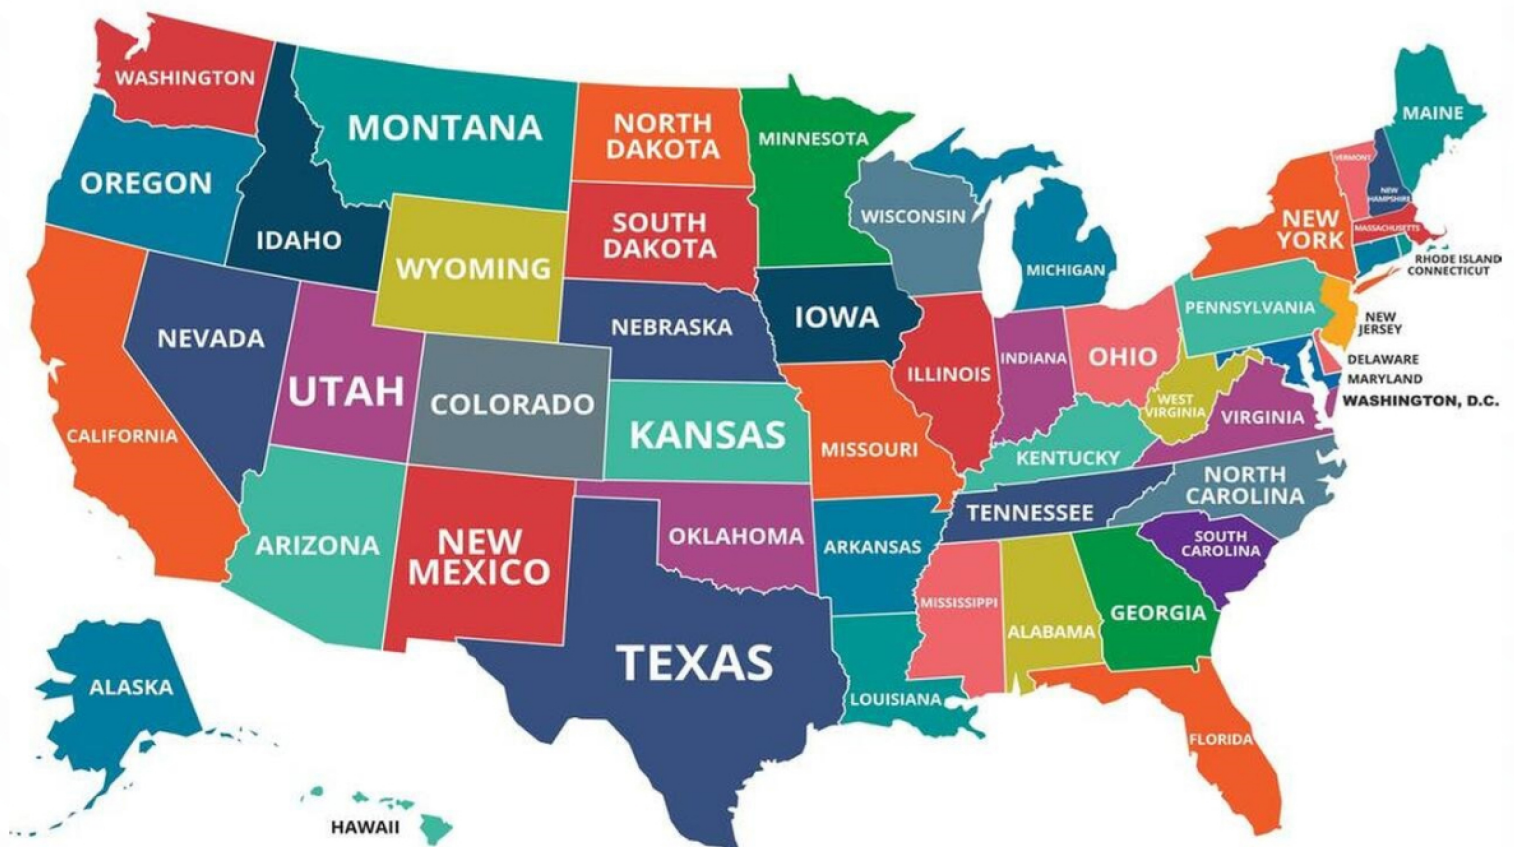 WASHINGTON
MONTANA
NORTH
DAKOTA
MINNESOTA
MAINE
VERMONT
NEW
HAMPSHIRE
OREGON
IDAHO
WYOMING
SOUTH
DAKOTA
WISCONSIN
MICHIGAN
NEW
YORK
MASSACHUSETTS
RHODE ISLAND
CONNECTICUT
NEVADA
UTAH
COLORADO
NEBRASKA
IOWA
ILLINOIS
INDIANA
OHIO
PENNSYLVANIA
NEW
JERSEY
DELAWARE
MARYLAND
WASHINGTON, D.C.
WEST
VIRGINIA
VIRGINIA
CALIFORNIA
KANSAS
MISSOURI
KENTUCKY
NORTH
CAROLINA
TENNESSEE
SOUTH
CAROLINA
ARIZONA
NEW
MEXICO
OKLAHOMA
ARKANSAS
MISSISSIPPI
ALABAMA
GEORGIA
TEXAS
LOUISIANA
FLORIDA
ALASKA
HAWAII